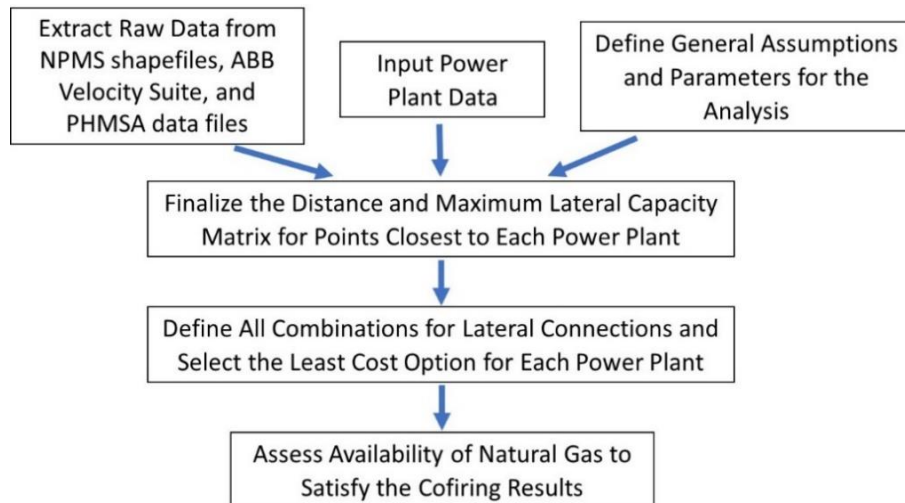 Extract Raw Data from
NPMS shapefiles, ABB
Velocity Suite, and
PHMSA data files
Input Power
Plant Data
Define General Assumptions
and Parameters for the
Analysis
Finalize the Distance and Maximum Lateral Capacity
Matrix for Points Closest to Each Power Plant
Define All Combinations for Lateral Connections and
Select the Least Cost Option for Each Power Plant
Assess Availability of Natural Gas to
Satisfy the Cofiring Results